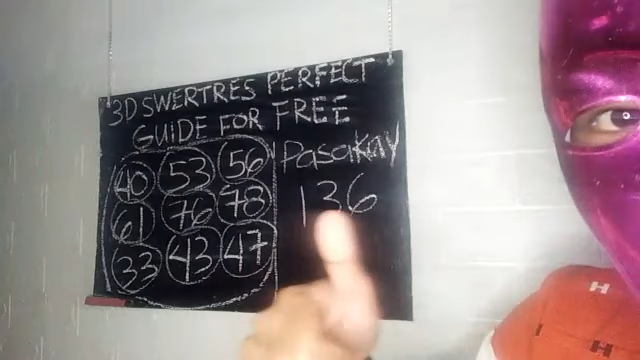 3D SWERTRES PERFECT
GUIDE FOR FREE
40 53 56
61 76 78
33 43 47
Pasakay
136
H
H